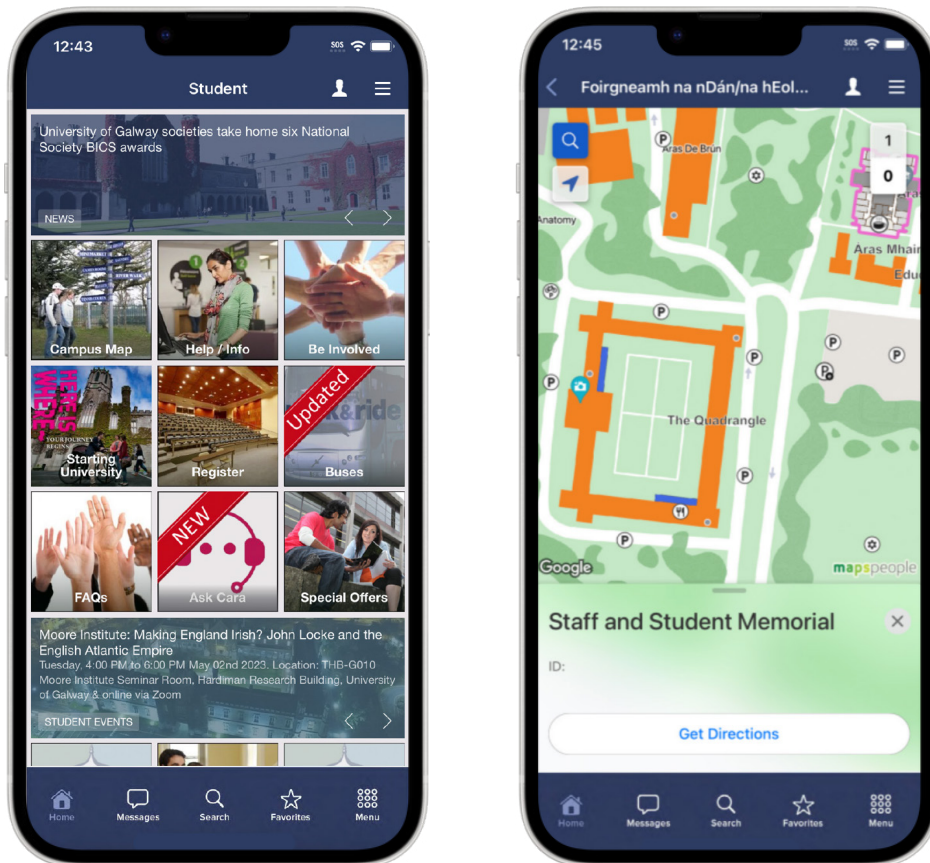 12:43
SOS
Student
University of Galway societies take home six National
Society BICS awards
NEWS
Campus Map
Help / Info
Be Involved
HERE IS
WHERE
YOUR JOURNEY
BEGINS
Starting
University
Register
Updated
&ride
Buses
FAQs
NEW
Ask Cara
Special Offers
Moore Institute: Making England Irish? John Locke and the
English Atlantic Empire
Tuesday, 4:00 PM to 6:00 PM May 02nd 2023. Location: THB-G010
Moore Institute Seminar Room, Hardiman Research Building, University
of Galway & online via Zoom
STUDENT EVENTS
Home
Messages
Search
Favorites
Menu
12:45
SOS
Foirgneamh na nDán/na hEol...
1
0
P
Aras De Brun
Anatomy
Aras Mhair
Edu
P
P
P
P
P
P
The Quadrangle
P
P
Google
mapspeople
Staff and Student Memorial
ID:
Get Directions
Home
Messages
Search
Favorites
Menu